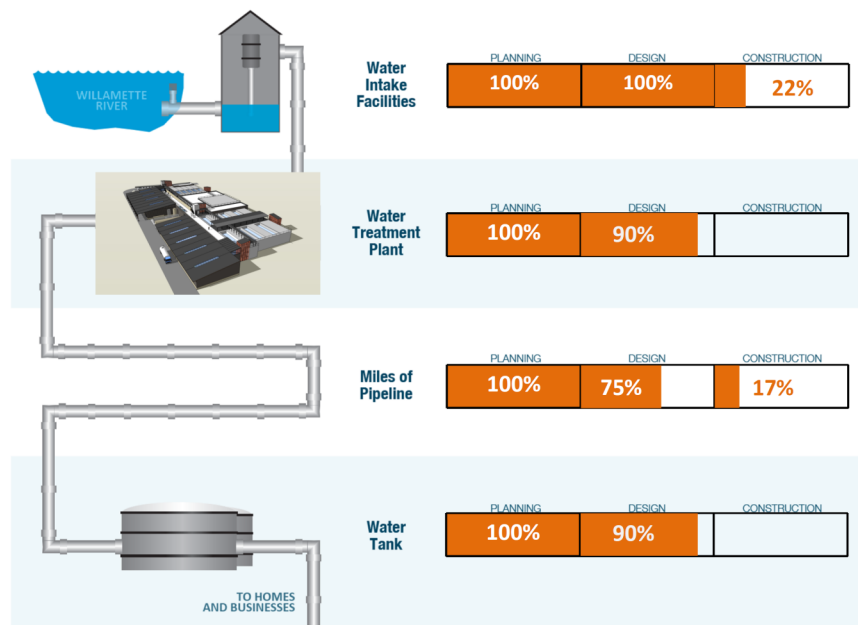 WILLAMETTE
RIVER
Water
Intake
Facilities
PLANNING DESIGN CONSTRUCTION
100% 100% 22%
Water
Treatment
Plant
PLANNING DESIGN CONSTRUCTION
100% 90%
Miles of
Pipeline
PLANNING DESIGN CONSTRUCTION
100% 75% 17%
Water
Tank
PLANNING DESIGN CONSTRUCTION
100% 90%
TO HOMES
AND BUSINESSES